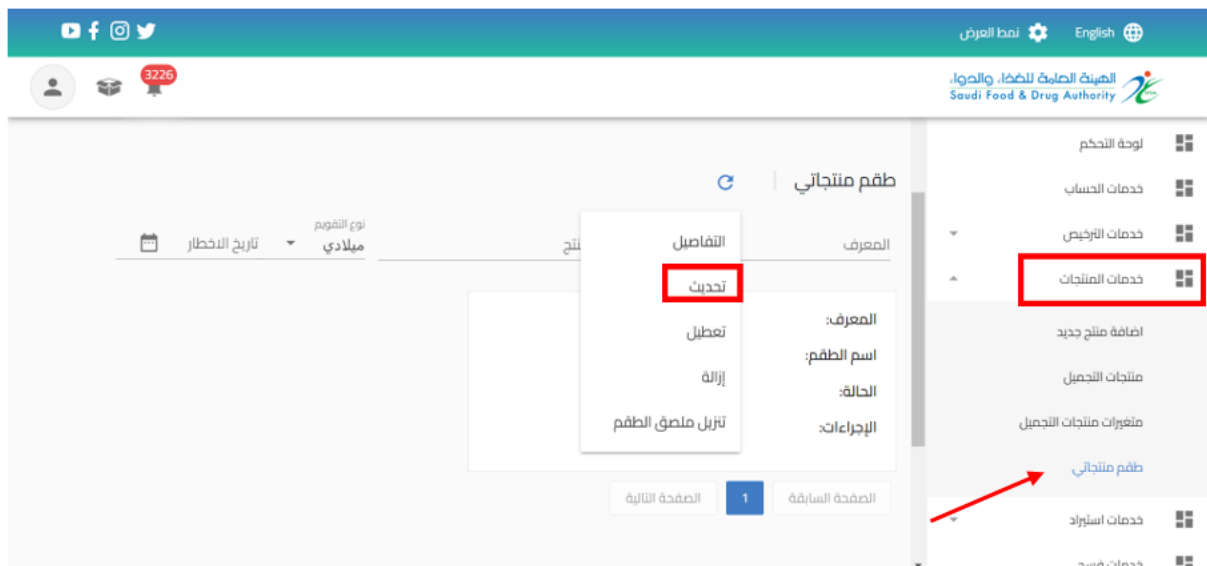 English نمط العرض
3226
الهيئة العامة للغذاء والدواء
Saudi Food & Drug Authority
لوحة التحكم
خدمات الحساب
خدمات الترخيص
خدمات المنتجات
اضافة منتج جديد
منتجات التجميل
متغيرات منتجات التجميل
طقم منتجاتي
خدمات استيراد
خدمات فسح
طقم منتجاتي
المعرف
نوع التقويم
ميلادي
تاريخ الاخطار
التفاصيل
تحديث
تعطيل
إزالة
تنزيل ملصق الطقم
المعرف:
اسم الطقم:
الحالة:
الإجراءات:
الصفحة السابقة 1 الصفحة التالية